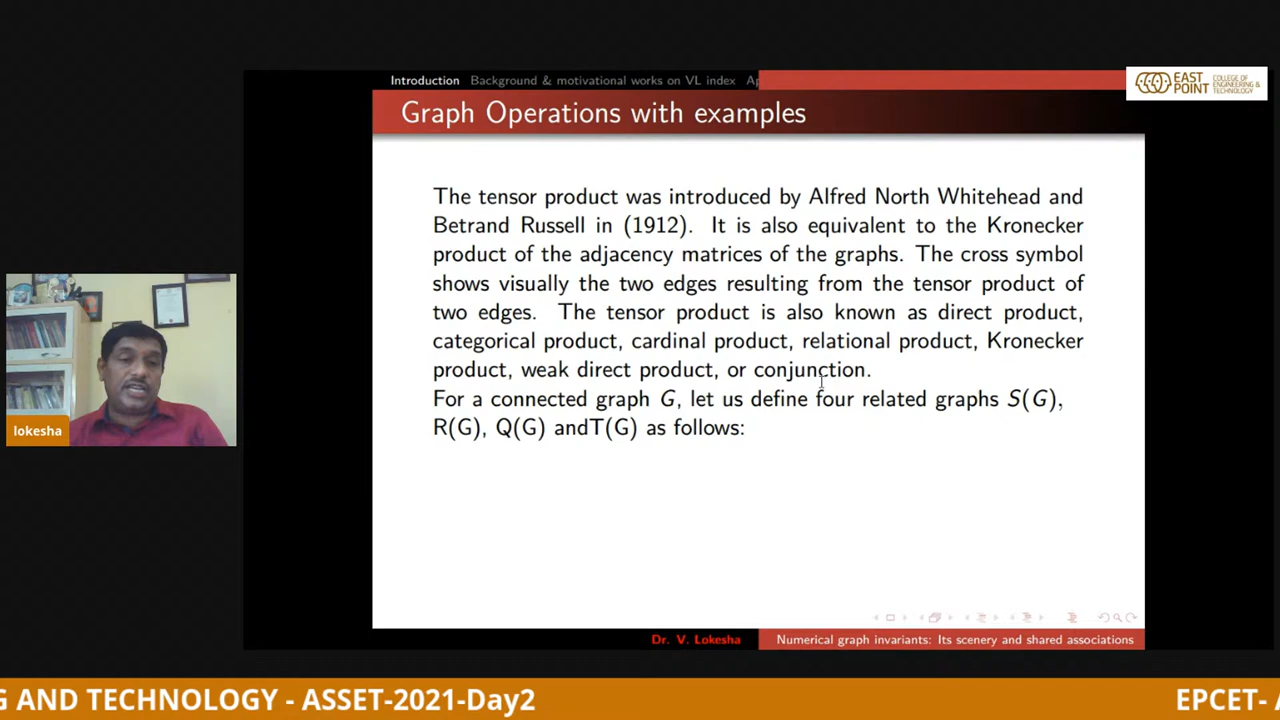 Introduction Background & motivational works on VL index
EAST POINT
COLLEGE OF ENGINEERING & TECHNOLOGY
Graph Operations with examples
The tensor product was introduced by Alfred North Whitehead and
Betrand Russell in (1912). It is also equivalent to the Kronecker
product of the adjacency matrices of the graphs. The cross symbol
shows visually the two edges resulting from the tensor product of
two edges. The tensor product is also known as direct product,
categorical product, cardinal product, relational product, Kronecker
product, weak direct product, or conjunction.
For a connected graph G, let us define four related graphs S(G),
R(G), Q(G) andT(G) as follows:
lokesha
Dr. V. Lokesha Numerical graph invariants: Its scenery and shared associations
G AND TECHNOLOGY - ASSET-2021-Day2 EPCET- A